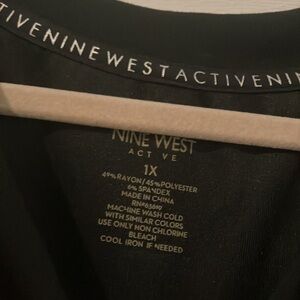 ACTIVENINEWESTACTIVENI
NINE WEST
ACTIVE
1X
49% RAYON/45% POLYESTER
6% SPANDEX
MADE IN CHINA
MACHINE WASH COLD
WITH SIMILAR COLORS
USE ONLY NON CHLORINE
BLEACH
COOL IRON IF NEEDED